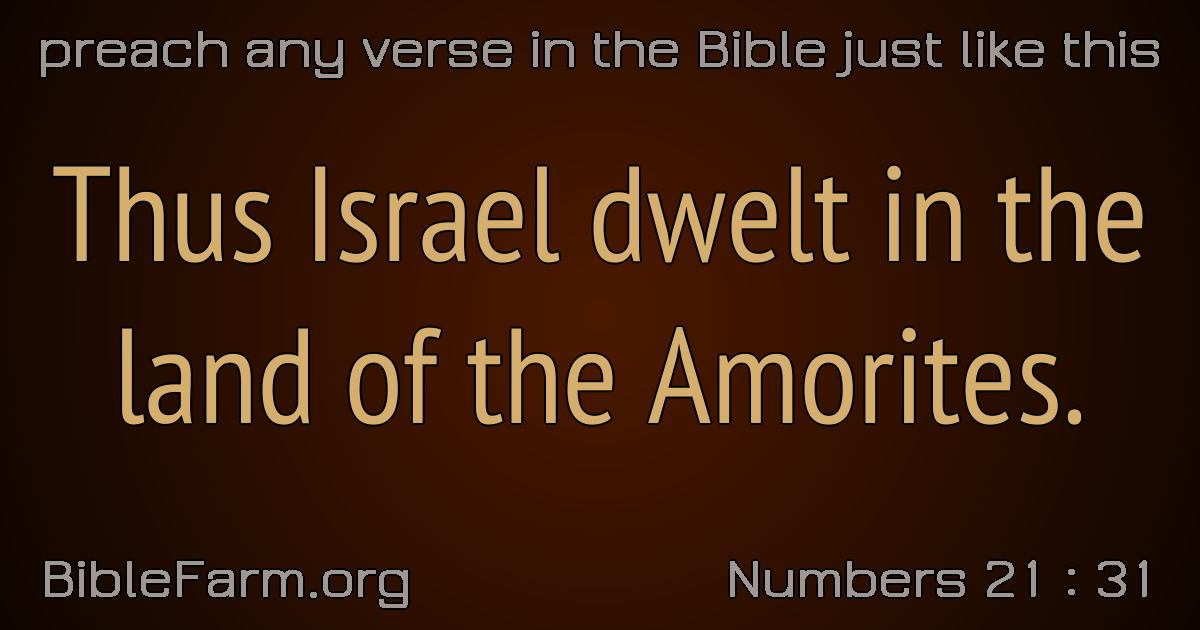 preach any verse in the Bible just like this
Thus Israel dwelt in the
land of the Amorites.
BibleFarm.org
Numbers 21 : 31